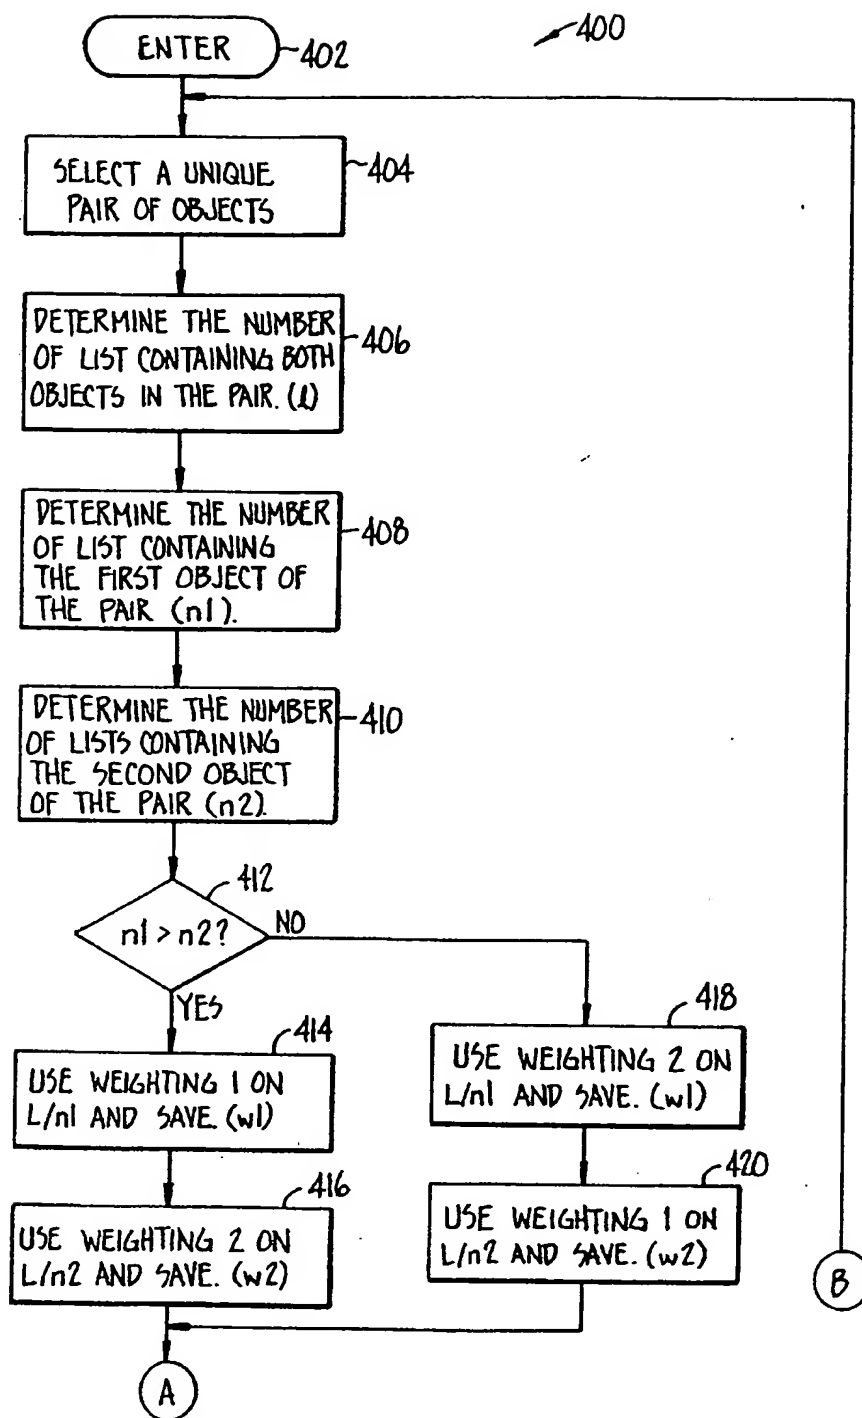 ENTER
402
400
SELECT A UNIQUE
PAIR OF OBJECTS
404
DETERMINE THE NUMBER
OF LIST CONTAINING BOTH
OBJECTS IN THE PAIR. (l)
406
DETERMINE THE NUMBER
OF LIST CONTAINING
THE FIRST OBJECT OF
THE PAIR (n1).
408
DETERMINE THE NUMBER
OF LISTS CONTAINING
THE SECOND OBJECT
OF THE PAIR (n2).
410
412
n1 > n2?
NO
YES
414
USE WEIGHTING 1 ON
L/n1 AND SAVE. (w1)
418
USE WEIGHTING 2 ON
L/n1 AND SAVE. (w1)
416
USE WEIGHTING 2 ON
L/n2 AND SAVE. (w2)
420
USE WEIGHTING 1 ON
L/n2 AND SAVE. (w2)
B
A